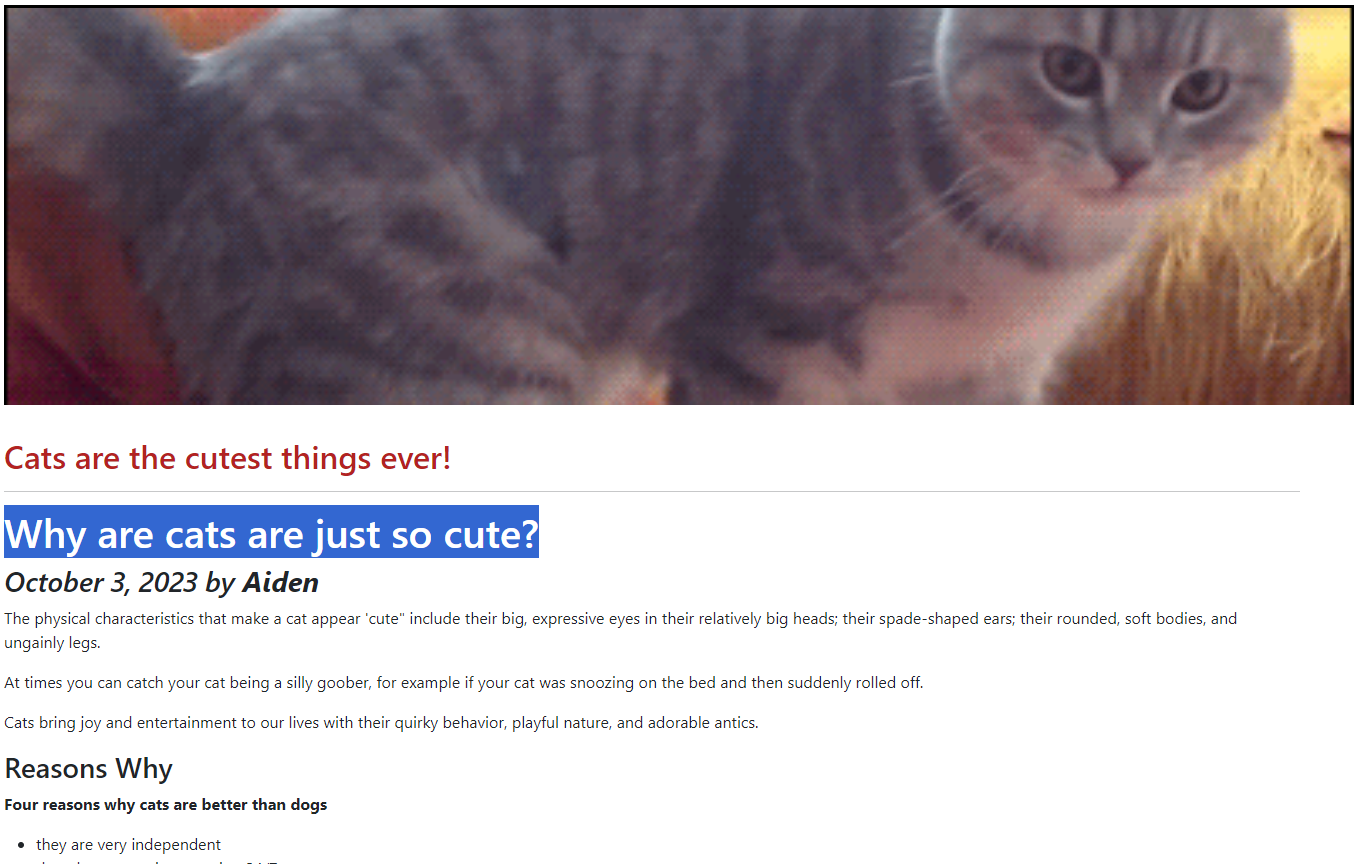 Cats are the cutest things ever!
Why are cats are just so cute?
October 3, 2023 by Aiden
The physical characteristics that make a cat appear 'cute" include their big, expressive eyes in their relatively big heads; their spade-shaped ears; their rounded, soft bodies, and
ungainly legs.
At times you can catch your cat being a silly goober, for example if your cat was snoozing on the bed and then suddenly rolled off.
Cats bring joy and entertainment to our lives with their quirky behavior, playful nature, and adorable antics.
Reasons Why
Four reasons why cats are better than dogs
• they are very independent